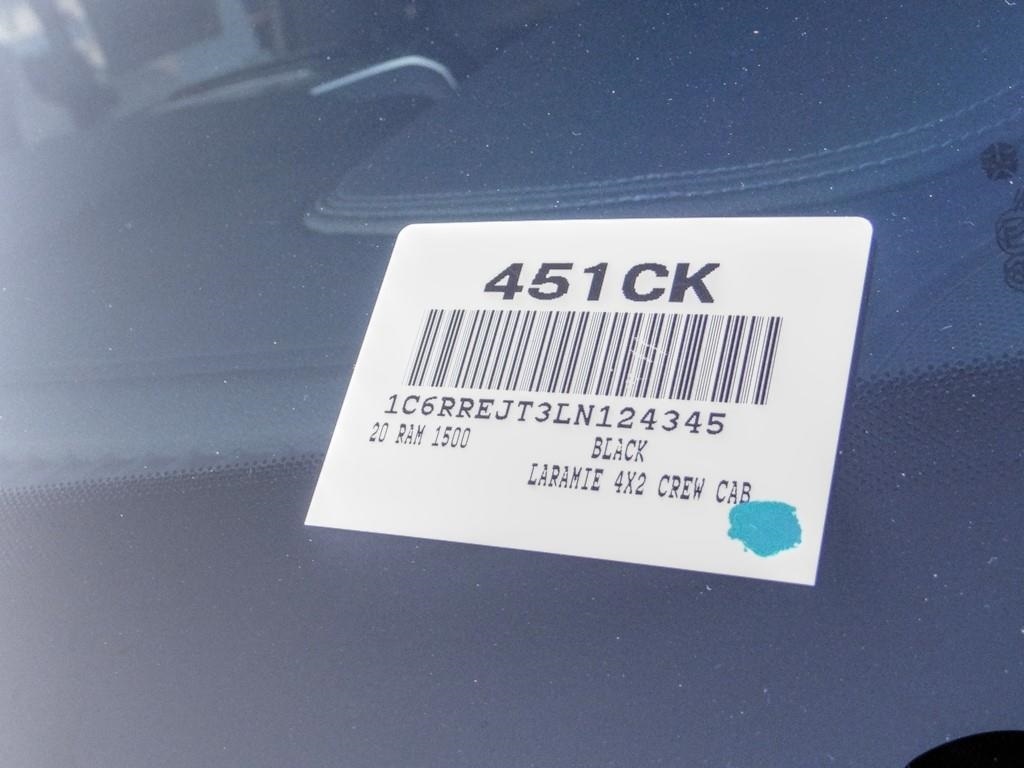 451CK
1C6RREJT3LN124345
20 RAM 1500 BLACK
LARAMIE 4X2 CREW CAB